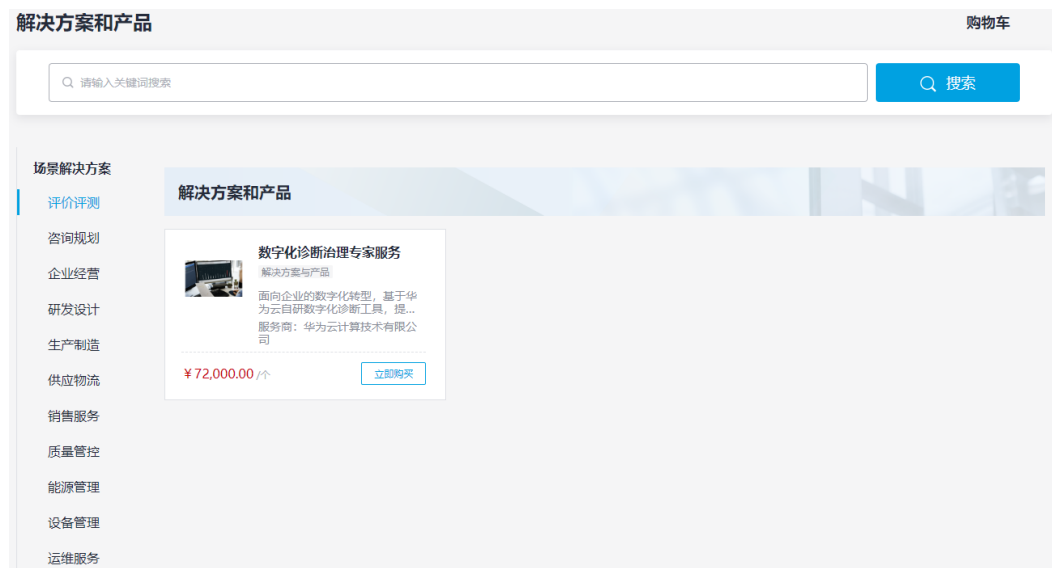 解决方案和产品
购物车
请输入关键词搜索
搜索
场景解决方案
评价评测
咨询规划
企业经营
研发设计
生产制造
供应物流
销售服务
质量管控
能源管理
设备管理
运维服务
解决方案和产品
数字化诊断治理专家服务
解决方案与产品
面向企业的数字化转型，基于华
为云自研数字化诊断工具，提...
服务商：华为云计算技术有限公
司
¥72,000.00 /个
立即购买